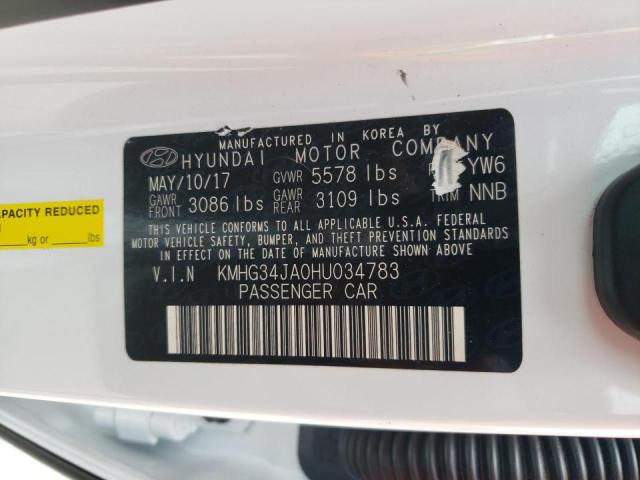 MANUFACTURED IN KOREA BY
HYUNDAI MOTOR COMPANY
MAY/10/17 GVWR 5578 lbs YW6
GAWR FRONT 3086 lbs GAWR REAR 3109 lbs TRIM NNB
THIS VEHICLE CONFORMS TO ALL APPLICABLE U.S.A. FEDERAL
MOTOR VEHICLE SAFETY, BUMPER, AND THEFT PREVENTION STANDARDS
IN EFFECT ON THE DATE OF MANUFACTURE SHOWN ABOVE
V.I.N KMHG34JA0HU034783
PASSENGER CAR
CAPACITY REDUCED
kg or lbs